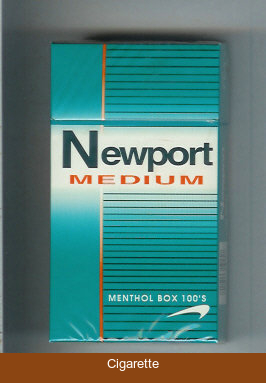 Newport
MEDIUM
MENTHOL BOX 100'S
Cigarette